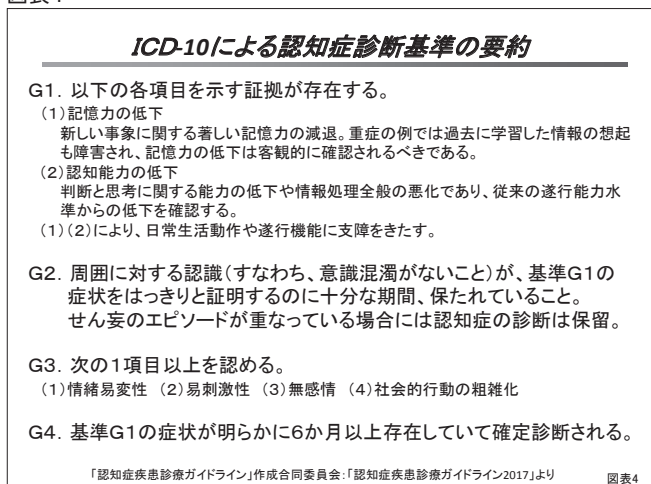 ICD-10による認知症診断基準の要約
G1．以下の各項目を示す証拠が存在する。
（１）記憶力の低下
新しい事象に関する著しい記憶力の減退。重症の例では過去に学習した情報の想起
も障害され、記憶力の低下は客観的に確認されるべきである。
（２）認知能力の低下
判断と思考に関する能力の低下や情報処理全般の悪化であり、従来の遂行能力水
準からの低下を確認する。
（１）（２）により、日常生活動作や遂行機能に支障をきたす。
G2．周囲に対する認識（すなわち、意識混濁がないこと）が、基準G1の
症状をはっきりと証明するのに十分な期間、保たれていること。
せん妄のエピソードが重なっている場合には認知症の診断は保留。
G3．次の１項目以上を認める。
（１）情緒易変性 （２）易刺激性 （３）無感情 （４）社会的行動の粗雑化
G4．基準G1の症状が明らかに６か月以上存在していて確定診断される。
「認知症疾患診療ガイドライン」作成合同委員会：「認知症疾患診療ガイドライン2017」より
図表4